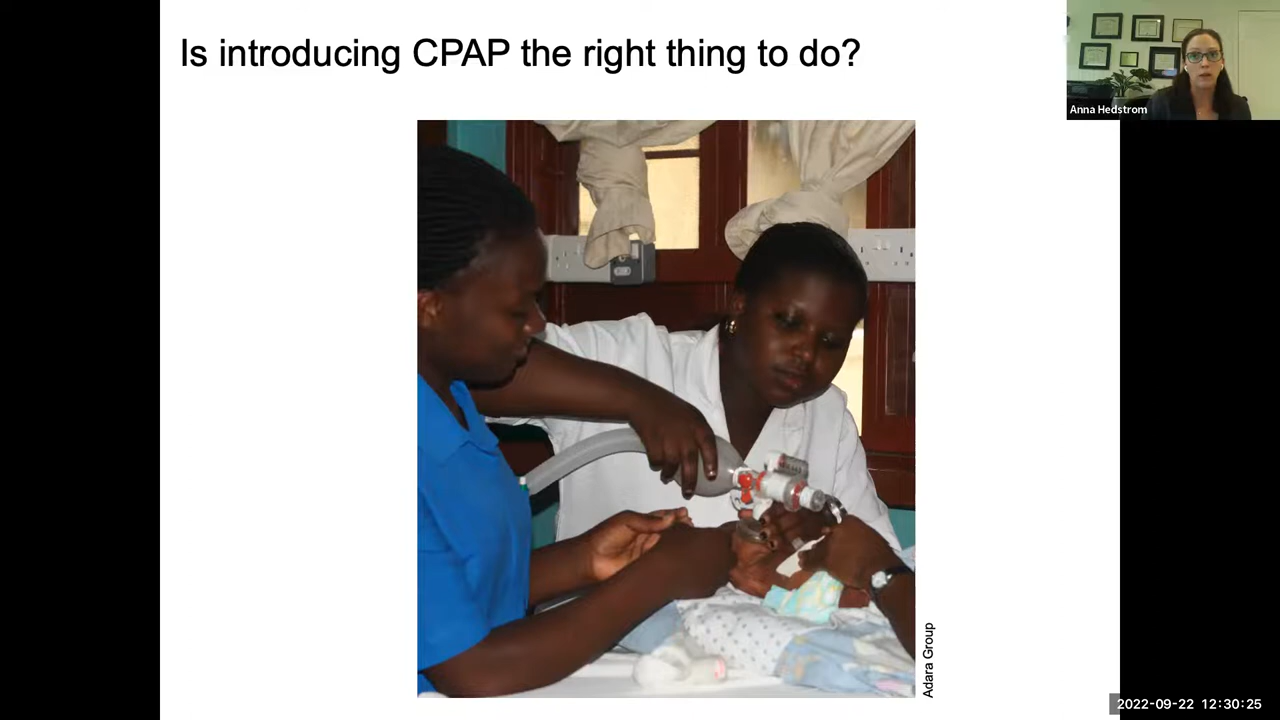 Is introducing CPAP the right thing to do?
Anna Hedstrom
Adara Group
2022-09-22 12:30:25